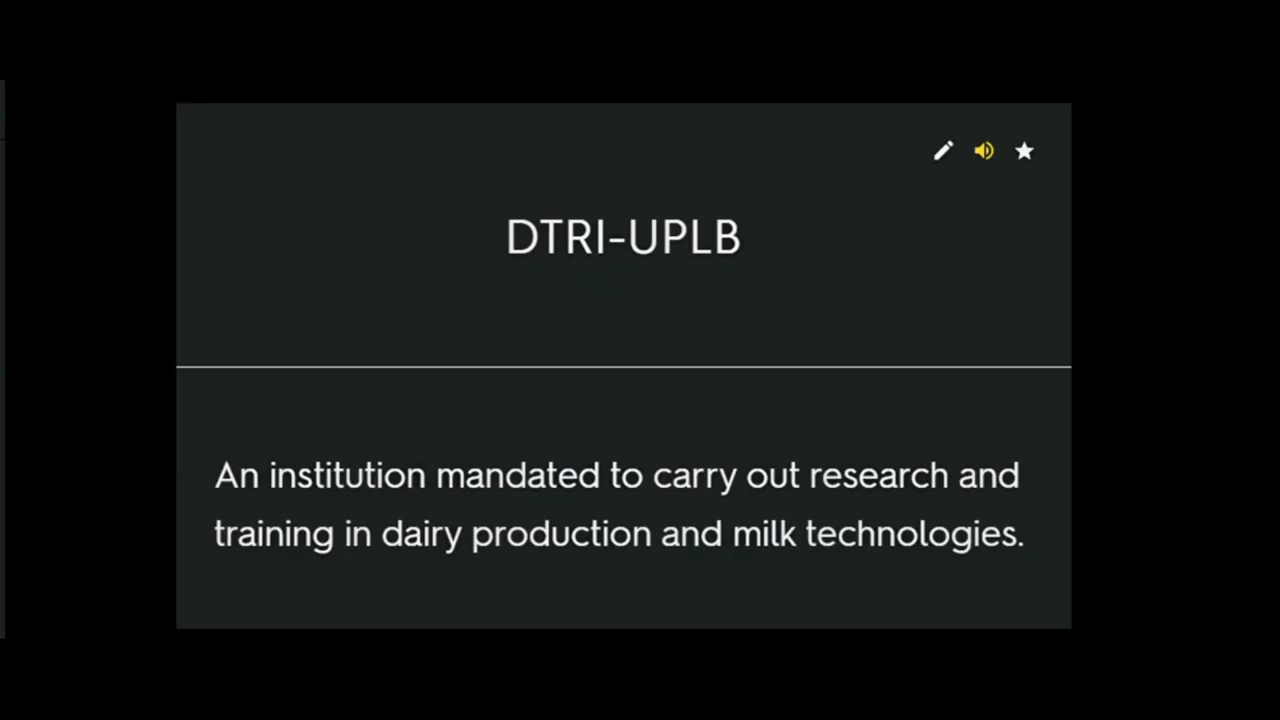 DTRI-UPLB
An institution mandated to carry out research and
training in dairy production and milk technologies.